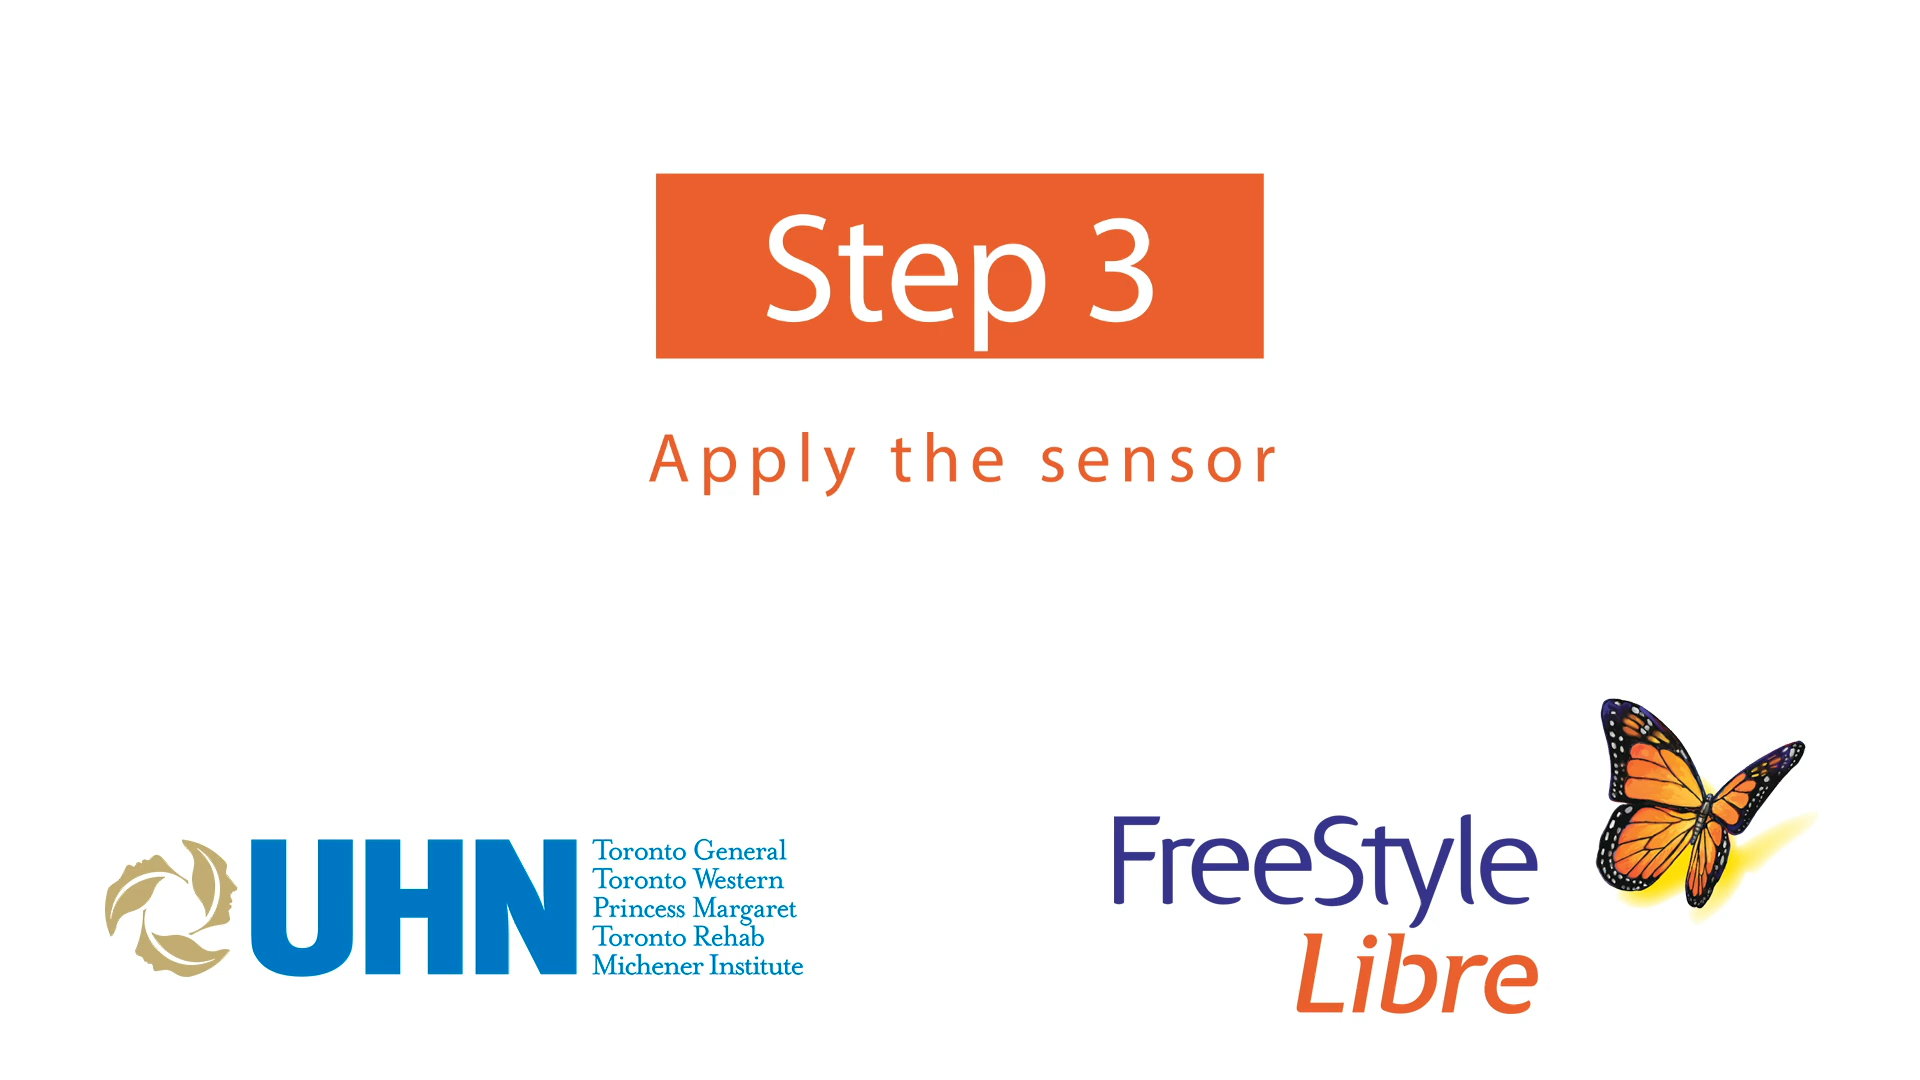 Step 3
Apply the sensor
UHN
Toronto General
Toronto Western
Princess Margaret
Toronto Rehab
Michener Institute
FreeStyle
Libre